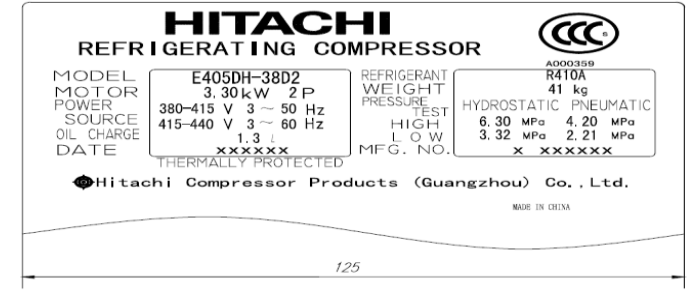 HITACHI
REFRIGERATING COMPRESSOR
CCC S
A000359
MODEL E405DH-38D2
MOTOR 3.30kW 2P
POWER SOURCE 380-415 V 3～50 Hz
415-440 V 3～60 Hz
OIL CHARGE 1.3 l
DATE xxxxxx
REFRIGERANT R410A
WEIGHT 41 kg
PRESSURE TEST HYDROSTATIC PNEUMATIC
HIGH 6.30 MPa 4.20 MPa
LOW 3.32 MPa 2.21 MPa
MFG. NO. x xxxxxx
THERMALLY PROTECTED
Hitachi Compressor Products (Guangzhou) Co.,Ltd.
MADE IN CHINA
125